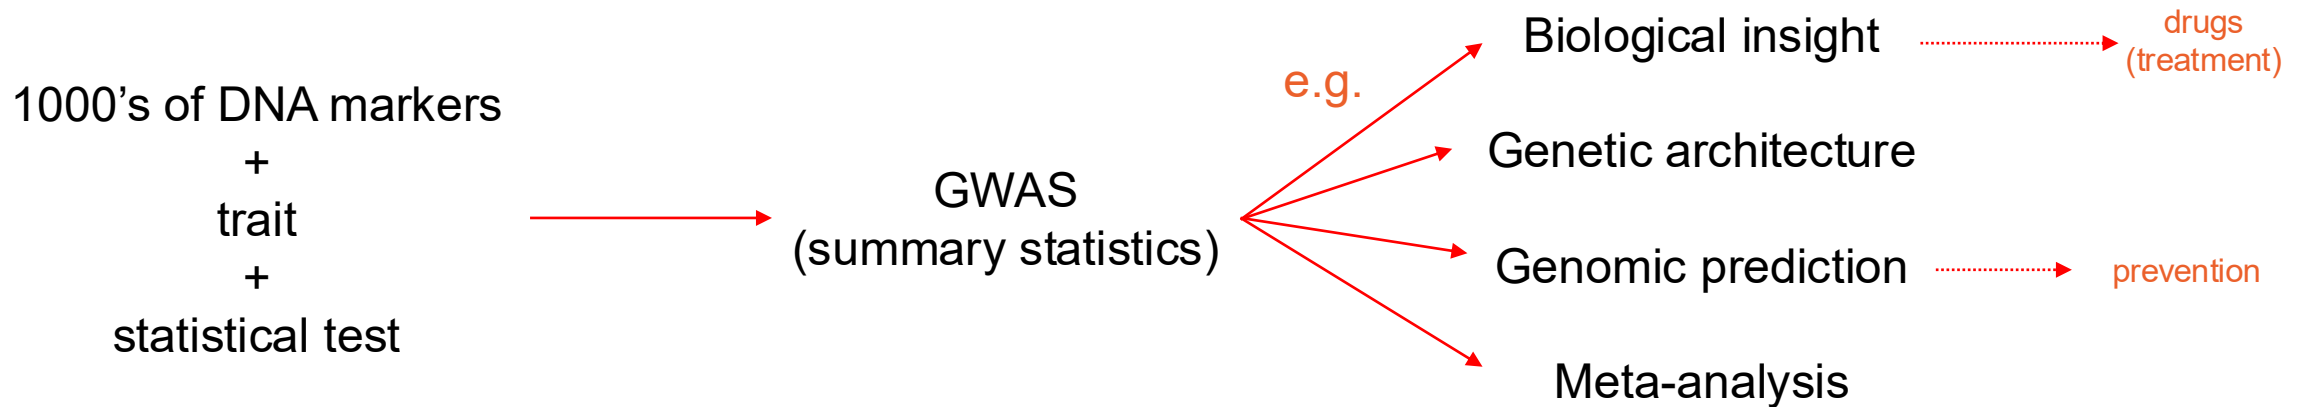 1000’s of DNA markers
+
trait
+
statistical test
GWAS
(summary statistics)
e.g.
Biological insight
drugs
(treatment)
Genetic architecture
Genomic prediction
prevention
Meta-analysis